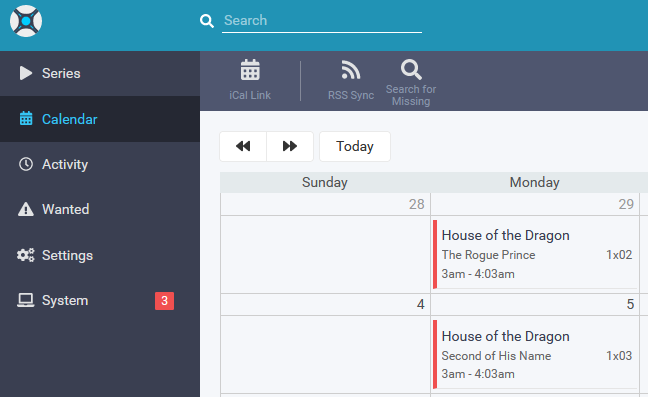 Search
Series
Calendar
Activity
Wanted
Settings
System 3
iCal Link
RSS Sync
Search for
Missing
Today
Sunday Monday
28 29
House of the Dragon
The Rogue Prince 1x02
3am - 4:03am
4 5
House of the Dragon
Second of His Name 1x03
3am - 4:03am